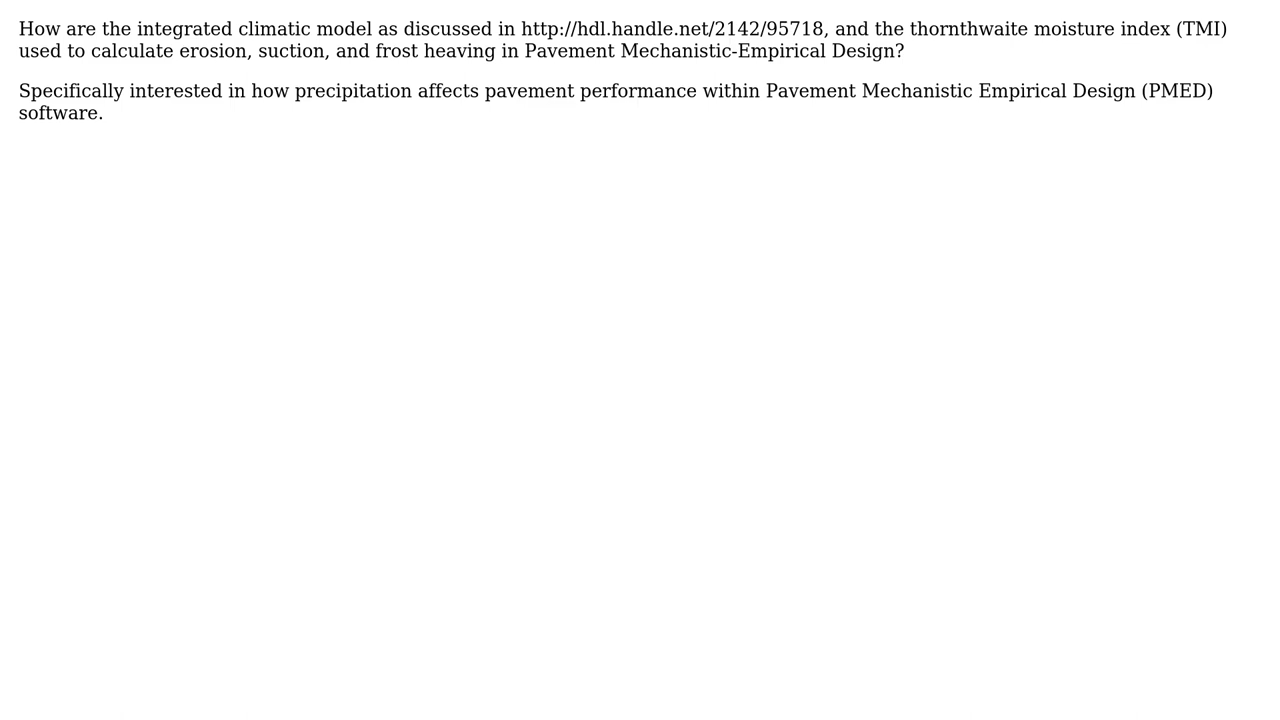 How are the integrated climatic model as discussed in http://hdl.handle.net/2142/95718, and the thornthwaite moisture index (TMI)
used to calculate erosion, suction, and frost heaving in Pavement Mechanistic-Empirical Design?
Specifically interested in how precipitation affects pavement performance within Pavement Mechanistic Empirical Design (PMED)
software.